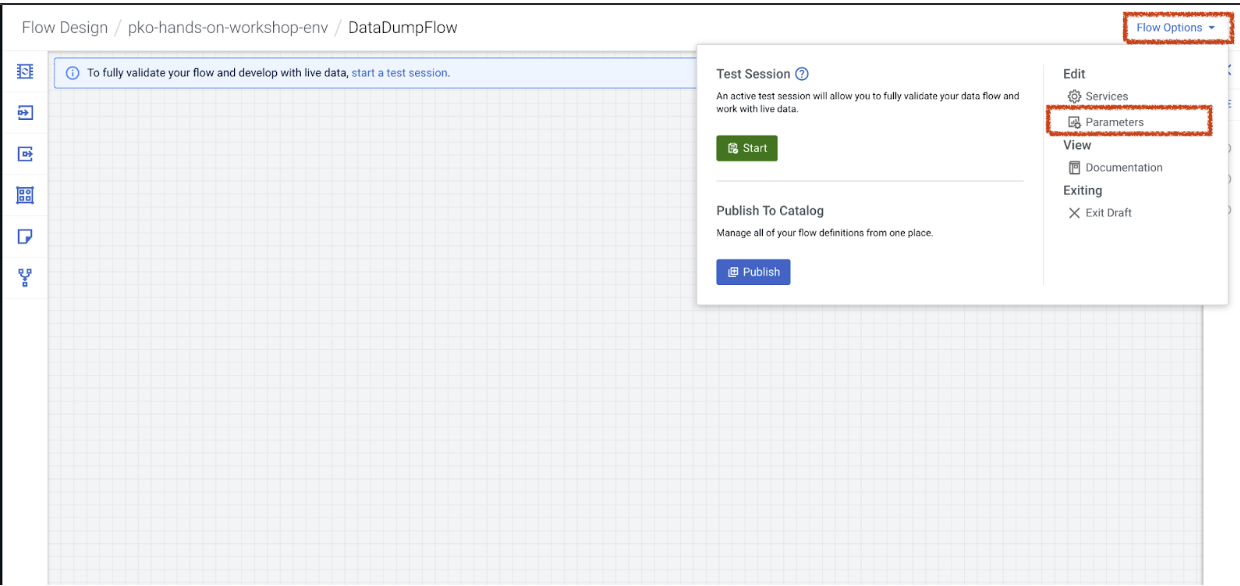 Flow Design / pko-hands-on-workshop-env / DataDumpFlow
Flow Options
To fully validate your flow and develop with live data, start a test session.
Test Session
An active test session will allow you to fully validate your data flow and
work with live data.
Start
Publish To Catalog
Manage all of your flow definitions from one place.
Publish
Edit
Services
Parameters
View
Documentation
Exiting
Exit Draft